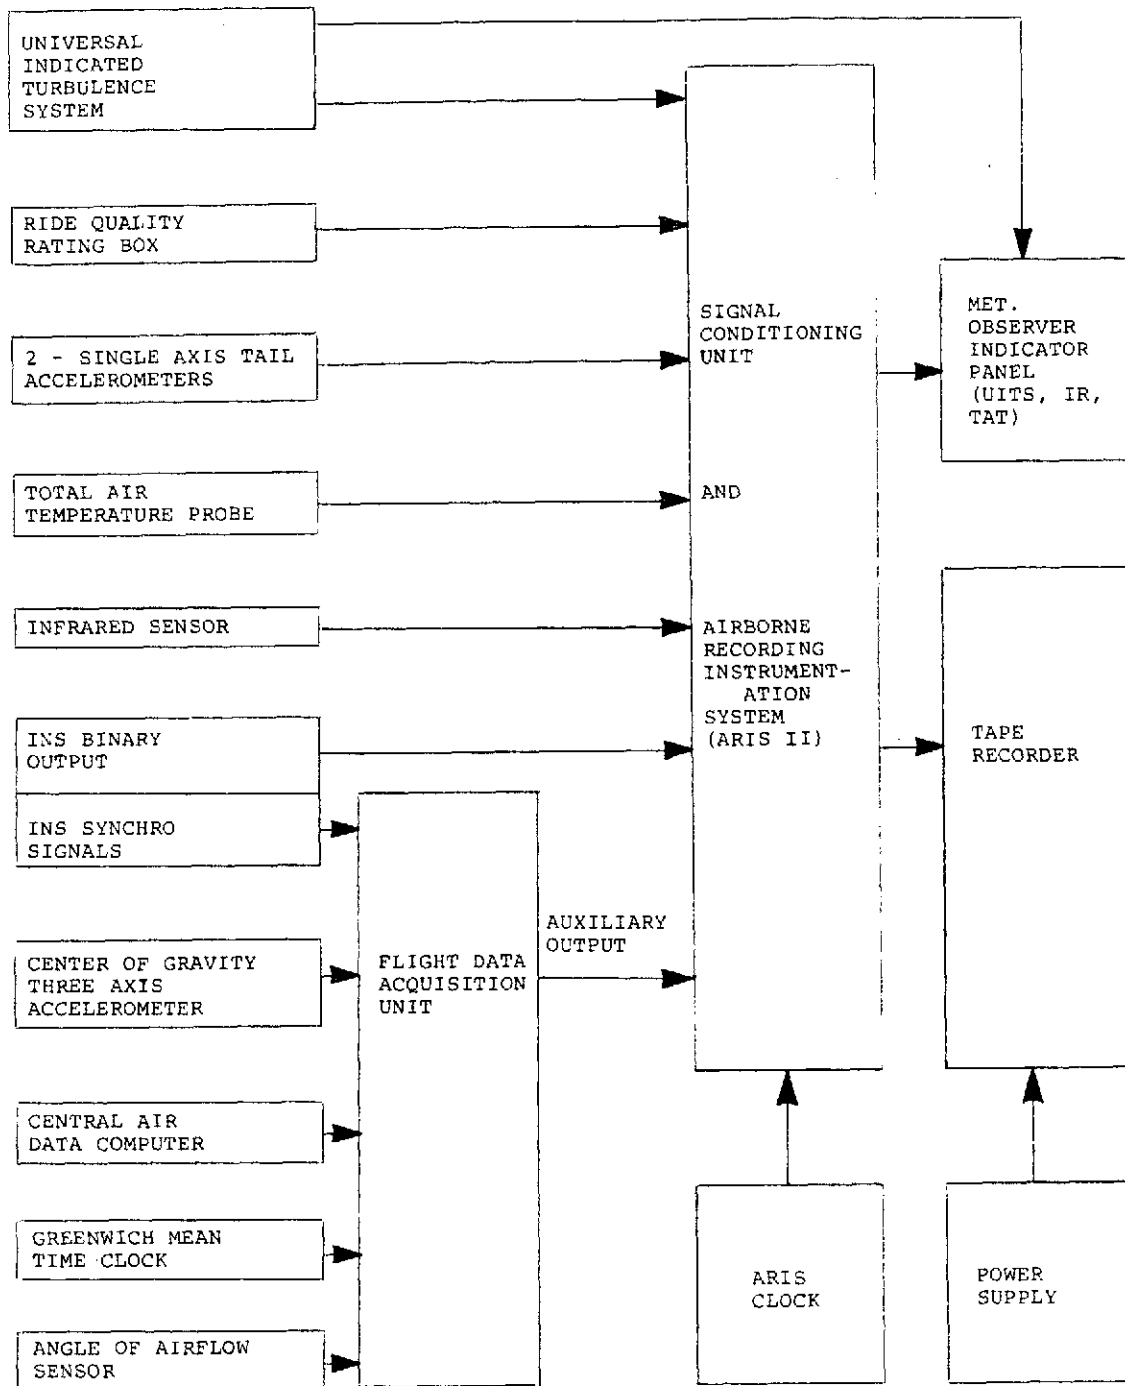 UNIVERSAL
INDICATED
TURBULENCE
SYSTEM
RIDE QUALITY
RATING BOX
2 - SINGLE AXIS TAIL
ACCELEROMETERS
TOTAL AIR
TEMPERATURE PROBE
INFRARED SENSOR
INS BINARY
OUTPUT
INS SYNCHRO
SIGNALS
CENTER OF GRAVITY
THREE AXIS
ACCELEROMETER
CENTRAL AIR
DATA COMPUTER
GREENWICH MEAN
TIME CLOCK
ANGLE OF AIRFLOW
SENSOR
FLIGHT DATA
ACQUISITION
UNIT
AUXILIARY
OUTPUT
SIGNAL
CONDITIONING
UNIT
AND
AIRBORNE
RECORDING
INSTRUMENT-
ATION
SYSTEM
(ARIS II)
MET.
OBSERVER
INDICATOR
PANEL
(UITS, IR,
TAT)
TAPE
RECORDER
ARIS
CLOCK
POWER
SUPPLY